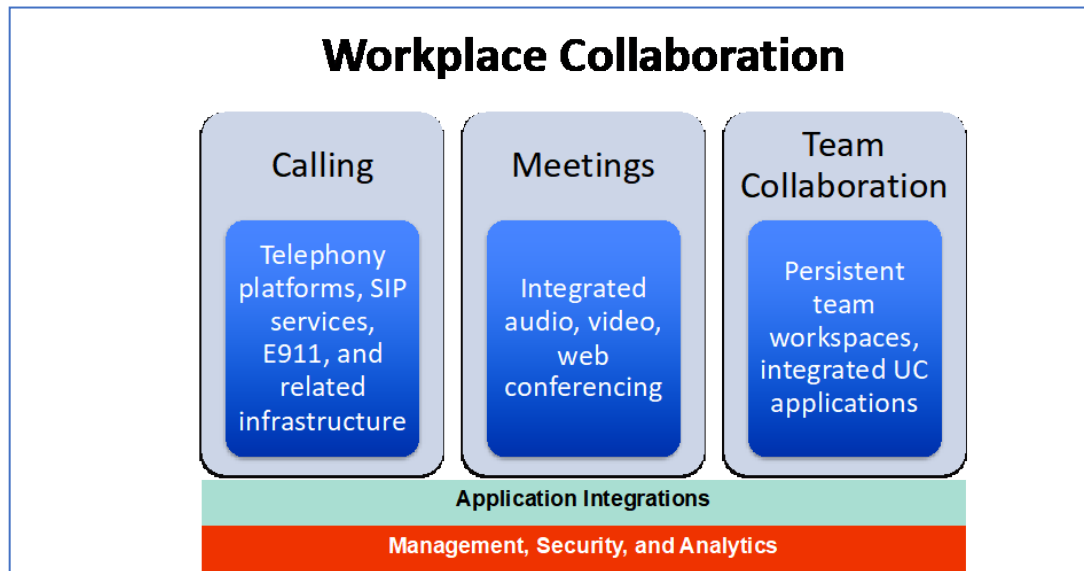 Workplace Collaboration
Calling
Telephony
platforms, SIP
services,
E911, and
related
infrastructure
Meetings
Integrated
audio, video,
web
conferencing
Team
Collaboration
Persistent
team
workspaces,
integrated UC
applications
Application Integrations
Management, Security, and Analytics